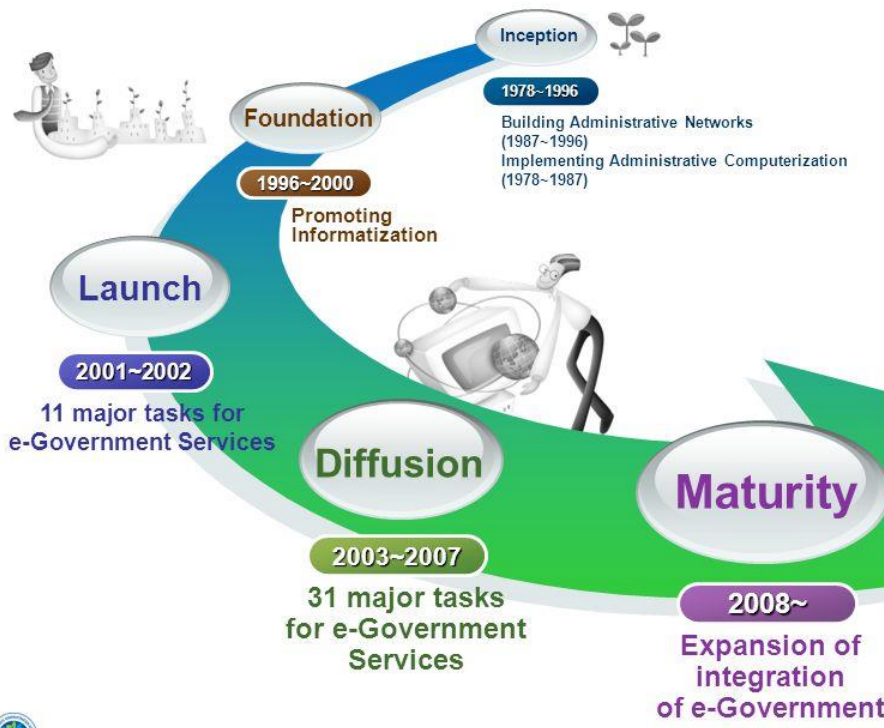 Inception
1978~1996
Building Administrative Networks
(1987~1996)
Implementing Administrative Computerization
(1978~1987)
Foundation
1996~2000
Promoting
Informatization
Launch
2001~2002
11 major tasks for
e-Government Services
Diffusion
2003~2007
31 major tasks
for e-Government
Services
Maturity
2008~
Expansion of
integration
of e-Government